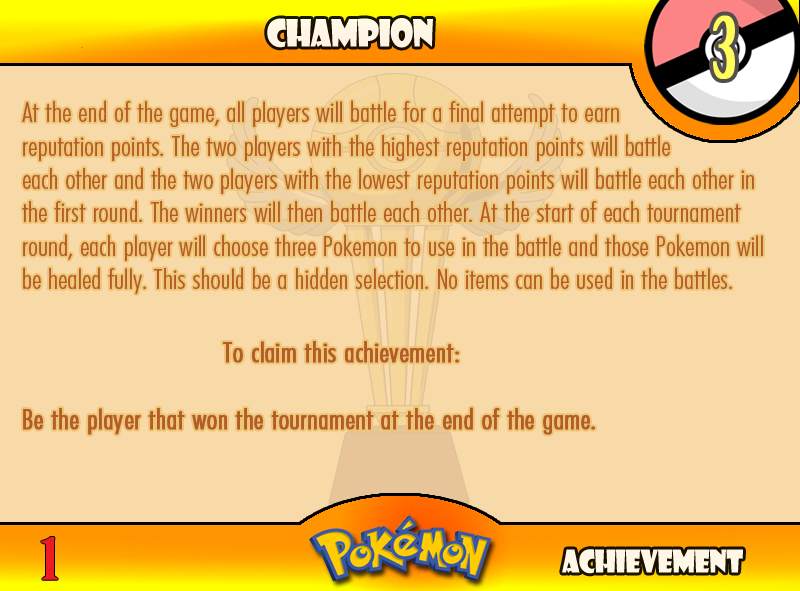 CHAMPION
3
At the end of the game, all players will battle for a final attempt to earn
reputation points. The two players with the highest reputation points will battle
each other and the two players with the lowest reputation points will battle each other in
the first round. The winners will then battle each other. At the start of each tournament
round, each player will choose three Pokemon to use in the battle and those Pokemon will
be healed fully. This should be a hidden selection. No items can be used in the battles.
To claim this achievement:
Be the player that won the tournament at the end of the game.
1
POKéMON
ACHIEVEMENT